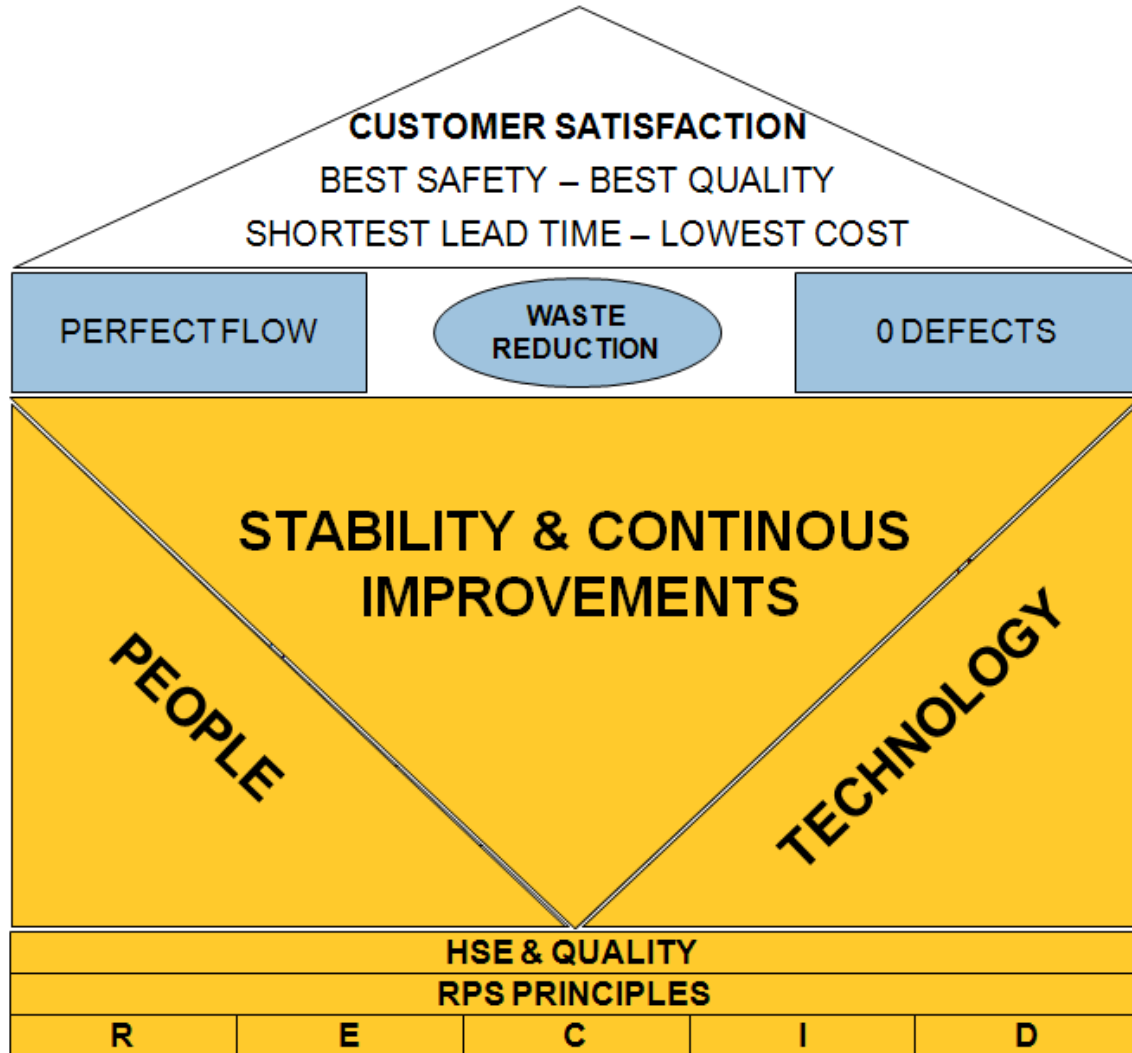 CUSTOMER SATISFACTION
BEST SAFETY – BEST QUALITY
SHORTEST LEAD TIME – LOWEST COST
PERFECT FLOW
WASTE
REDUCTION
0 DEFECTS
STABILITY & CONTINOUS
IMPROVEMENTS
PEOPLE
TECHNOLOGY
HSE & QUALITY
RPS PRINCIPLES
R E C I D